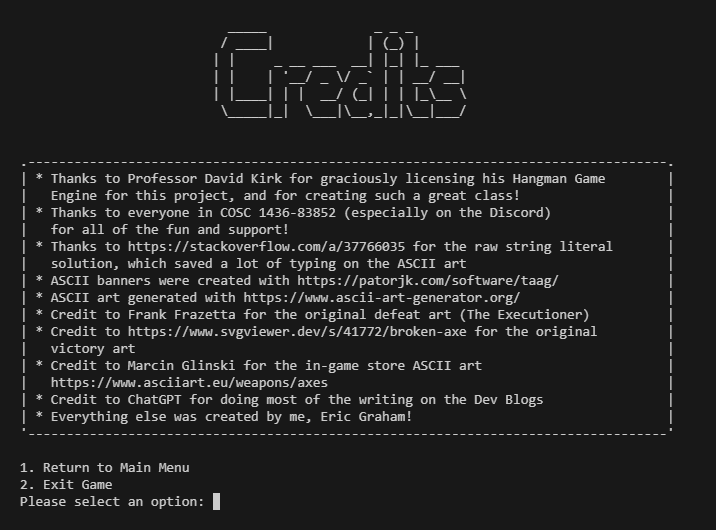 Credits
* Thanks to Professor David Kirk for graciously licensing his Hangman Game
Engine for this project, and for creating such a great class!
* Thanks to everyone in COSC 1436-83852 (especially on the Discord)
for all of the fun and support!
* Thanks to https://stackoverflow.com/a/37766035 for the raw string literal
solution, which saved a lot of typing on the ASCII art
* ASCII banners were created with https://patorjk.com/software/taag/
* ASCII art generated with https://www.ascii-art-generator.org/
* Credit to Frank Frazetta for the original defeat art (The Executioner)
* Credit to https://www.svgviewer.dev/s/41772/broken-axe for the original
victory art
* Credit to Marcin Glinski for the in-game store ASCII art
https://www.asciiart.eu/weapons/axes
* Credit to ChatGPT for doing most of the writing on the Dev Blogs
* Everything else was created by me, Eric Graham!
1. Return to Main Menu
2. Exit Game
Please select an option: